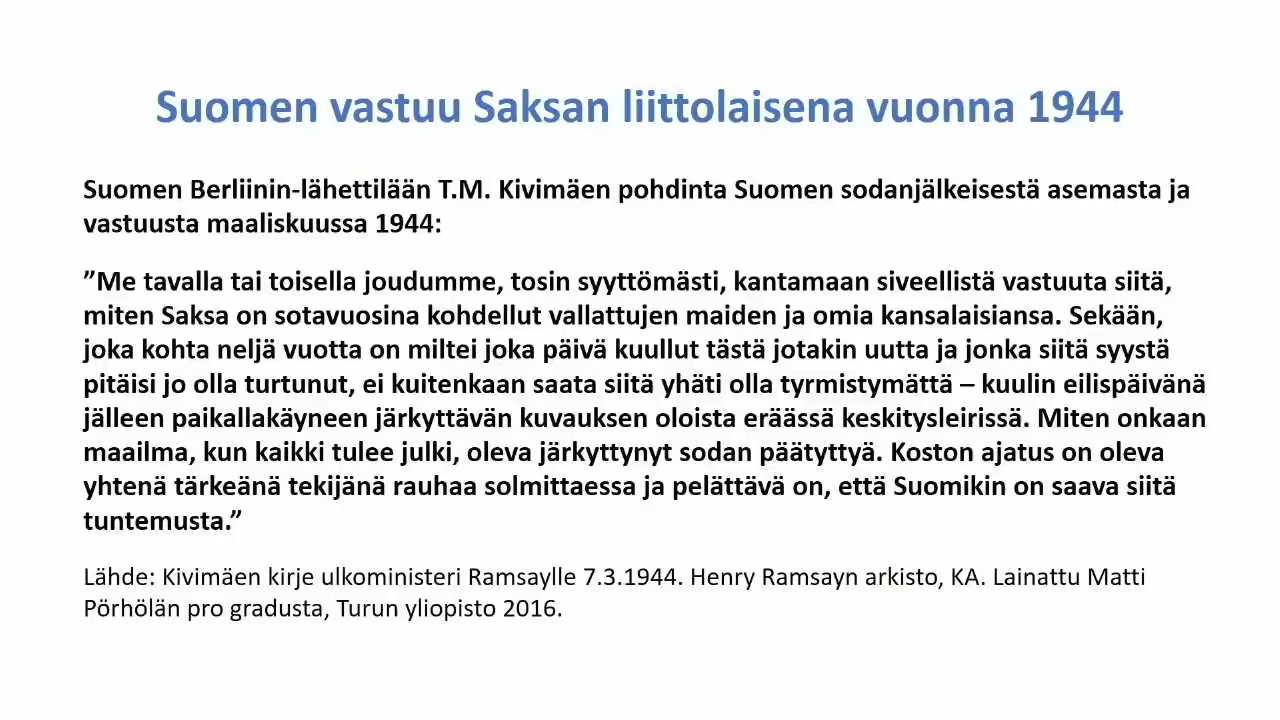 Suomen vastuu Saksan liittolaisena vuonna 1944
Suomen Berliinin-lähettilään T.M. Kivimäen pohdinta Suomen sodanjälkeisestä asemasta ja
vastuusta maaliskuussa 1944:
”Me tavalla tai toisella joudumme, tosin syyttömästi, kantamaan siveellistä vastuuta siitä,
miten Saksa on sotavuosina kohdellut vallattujen maiden ja omia kansalaisiansa. Sekään,
joka kohta neljä vuotta on miltei joka päivä kuullut tästä jotakin uutta ja jonka siitä syystä
pitäisi jo olla turtunut, ei kuitenkaan saata siitä yhäti olla tyrmistymättä – kuulin eilispäivänä
jälleen paikallakäyneen järkyttävän kuvauksen oloista eräässä keskitysleirissä. Miten onkaan
maailma, kun kaikki tulee julki, oleva järkyttynyt sodan päätyttyä. Koston ajatus on oleva
yhtenä tärkeänä tekijänä rauhaa solmittaessa ja pelättävä on, että Suomikin on saava siitä
tuntemusta.”
Lähde: Kivimäen kirje ulkoministeri Ramsaylle 7.3.1944. Henry Ramsayn arkisto, KA. Lainattu Matti
Pörhölän pro gradusta, Turun yliopisto 2016.